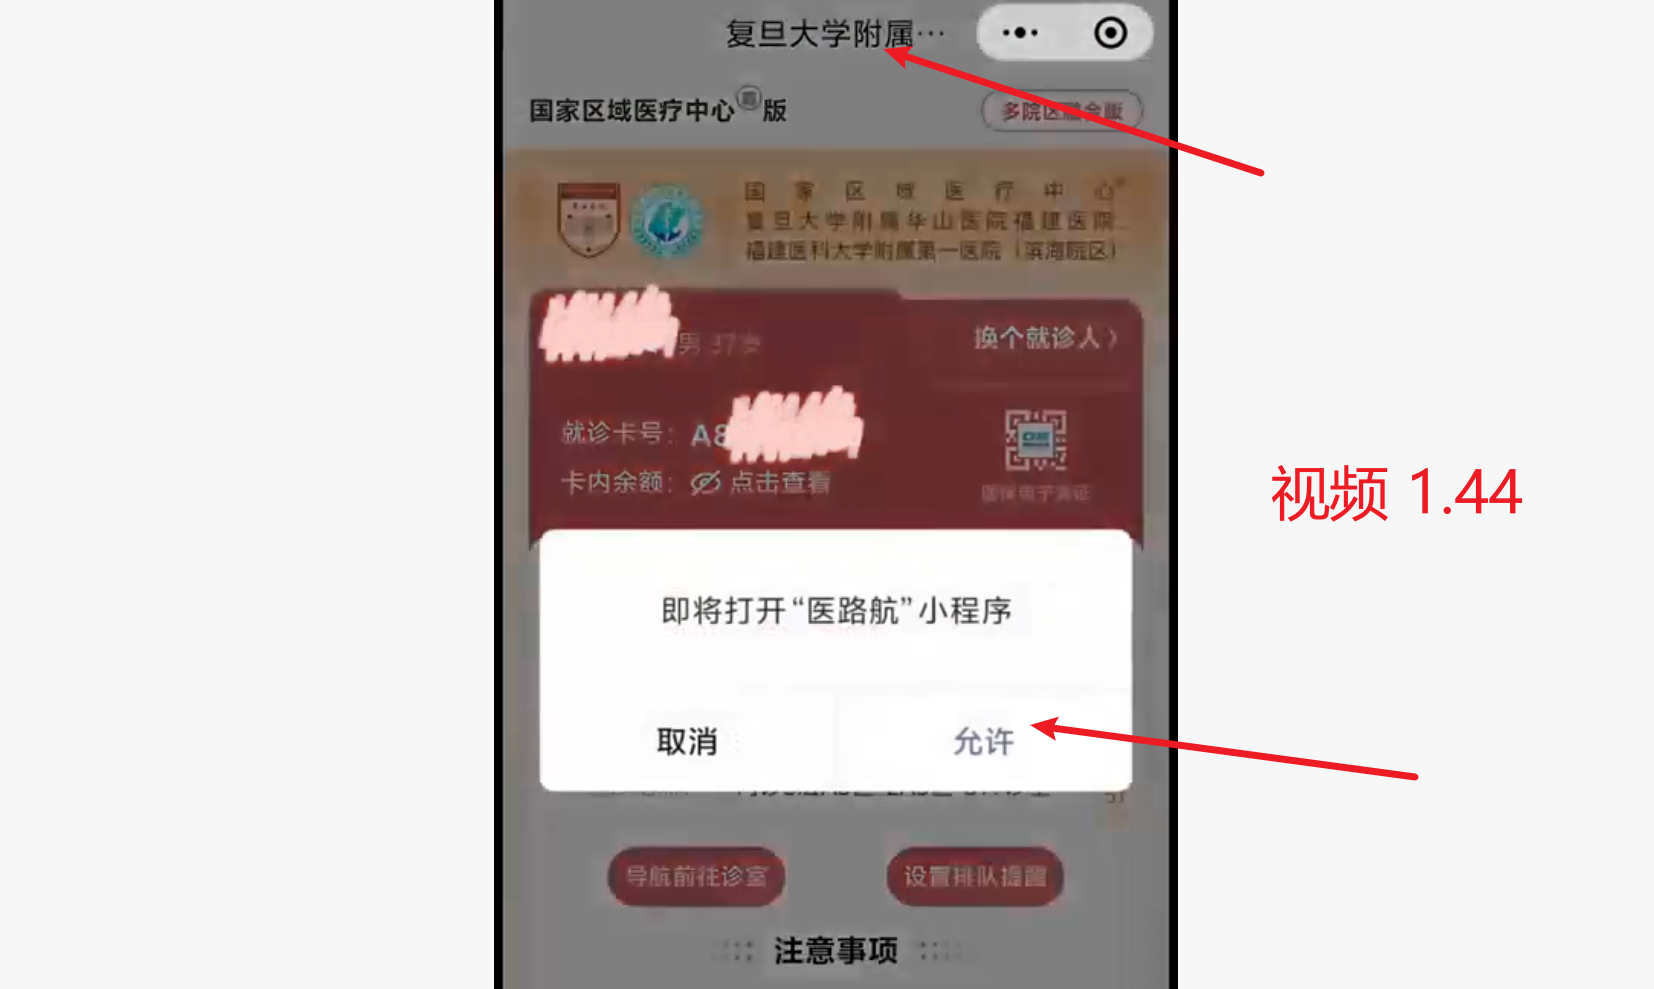 复旦大学附属…
国家区域医疗中心 版
多院区融合版
国家区域医疗中心
复旦大学附属华山医院福建医院
福建医科大学附属第一医院（滨海院区）
男 37岁
换个就诊人 〉
就诊卡号： A8
卡内余额： 点击查看
医保电子凭证
视频 1.44
即将打开“医路航”小程序
取消
允许
导航前往诊室
设置排队提醒
注意事项